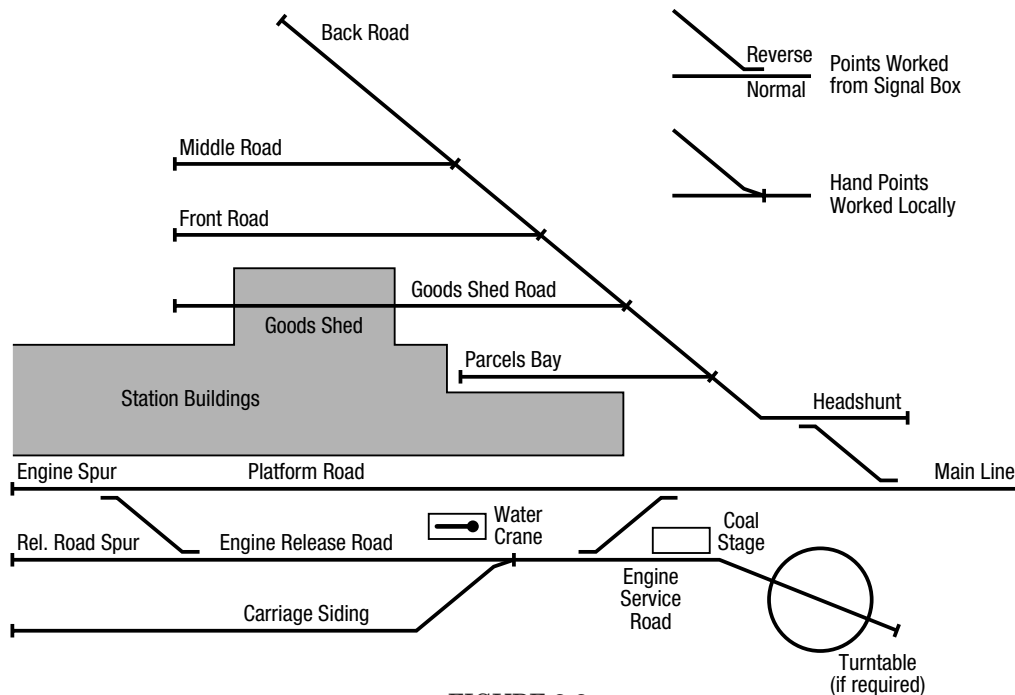 Back Road
Reverse
Normal
Points Worked
from Signal Box
Middle Road
Hand Points
Worked Locally
Front Road
Goods Shed Road
Goods Shed
Parcels Bay
Station Buildings
Headshunt
Engine Spur
Platform Road
Main Line
Water
Crane
Coal
Stage
Rel. Road Spur
Engine Release Road
Engine
Service
Road
Carriage Siding
Turntable
(if required)